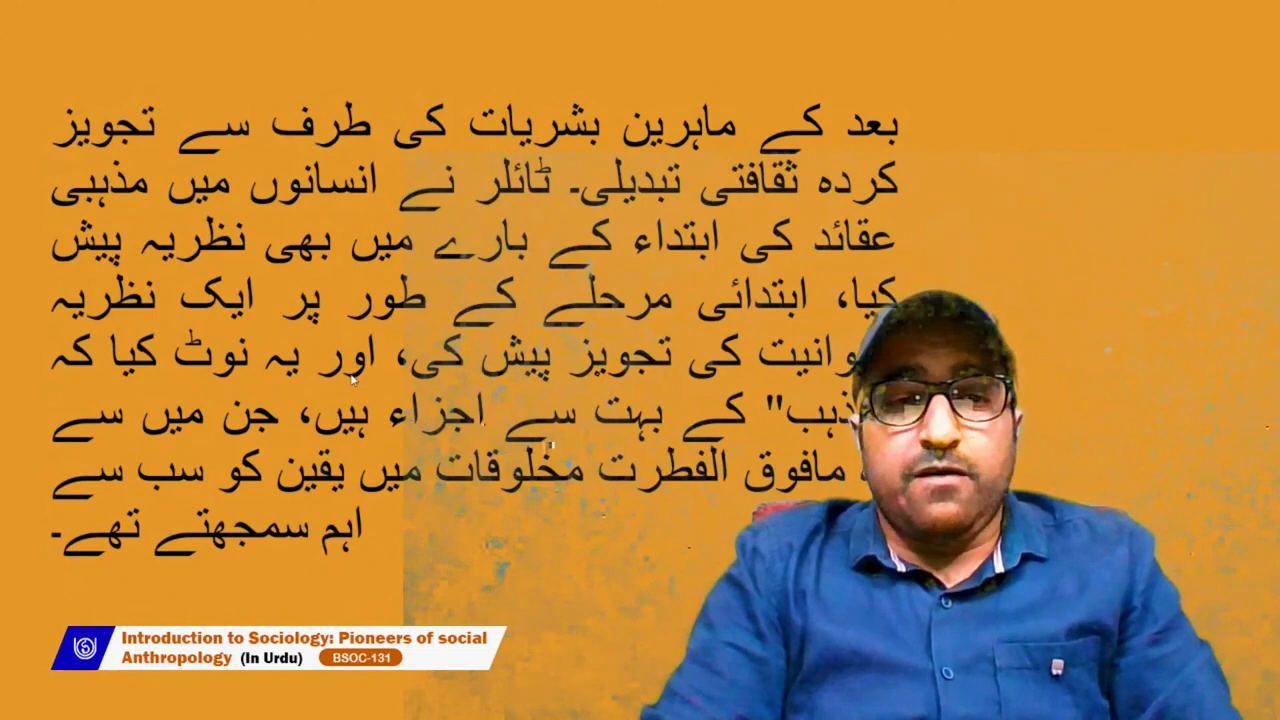 بعد کے ماہرین بشریات کی طرف سے تجویز
کردہ ثقافتی تبدیلی۔ ٹائلر نے انسانوں میں مذہبی
عقائد کی ابتداء کے بارے میں بھی نظریہ پیش
کیا، ابتدائی مرحلے کے طور پر ایک نظریہ
کی تجویز پیش کی، اور یہ نوٹ کیا کہ
کے بہت سے اجزاء ہیں، جن میں سے
مافوق الفطرت مخلوقات میں یقین کو سب سے
اہم سمجھتے تھے۔
Introduction to Sociology: Pioneers of social
Anthropology (In Urdu) BSOC-131